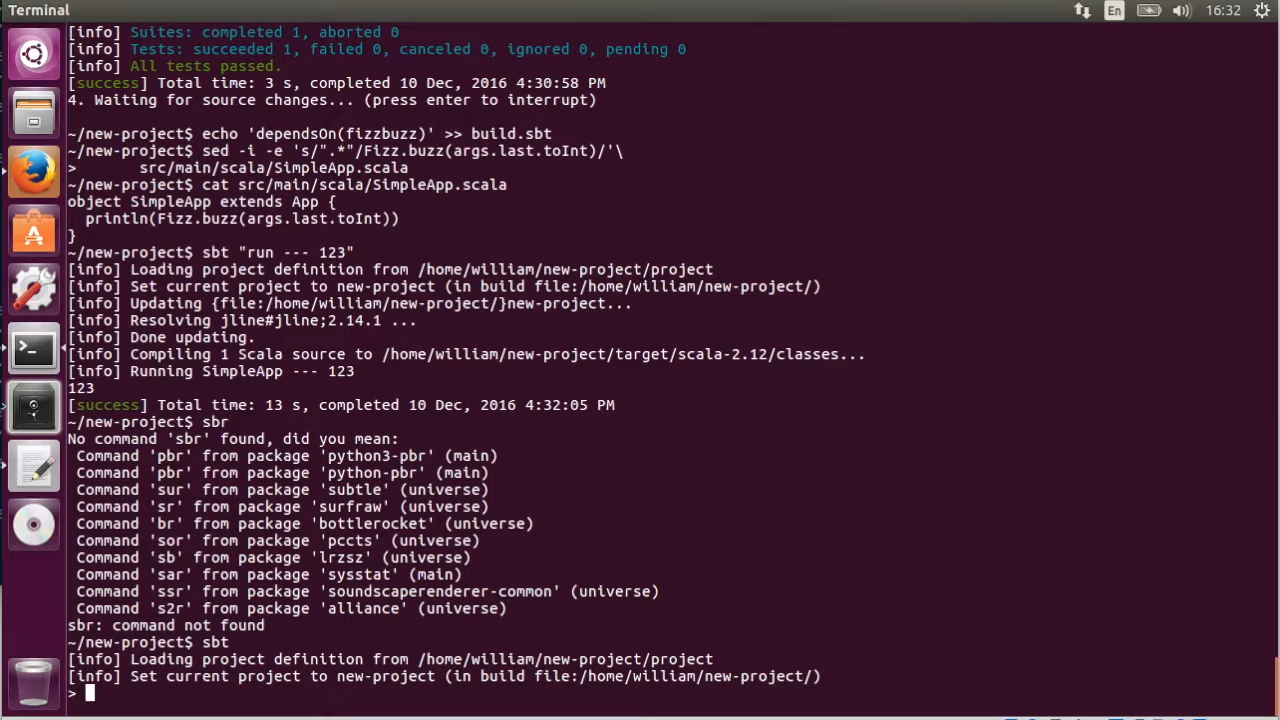 Terminal
En
16:32
[info] Suites: completed 1, aborted 0
[info] Tests: succeeded 1, failed 0, canceled 0, ignored 0, pending 0
[info] All tests passed.
[success] Total time: 3 s, completed 10 Dec, 2016 4:30:58 PM
4. Waiting for source changes... (press enter to interrupt)
~/new-project$ echo 'dependsOn(fizzbuzz)' >> build.sbt
~/new-project$ sed -i -e 's/".*"/Fizz.buzz(args.last.toInt)/'\
>       src/main/scala/SimpleApp.scala
~/new-project$ cat src/main/scala/SimpleApp.scala
object SimpleApp extends App {
  println(Fizz.buzz(args.last.toInt))
}
~/new-project$ sbt "run --- 123"
[info] Loading project definition from /home/william/new-project/project
[info] Set current project to new-project (in build file:/home/william/new-project/)
[info] Updating {file:/home/william/new-project/}new-project...
[info] Resolving jline#jline;2.14.1 ...
[info] Done updating.
[info] Compiling 1 Scala source to /home/william/new-project/target/scala-2.12/classes...
[info] Running SimpleApp --- 123
123
[success] Total time: 13 s, completed 10 Dec, 2016 4:32:05 PM
~/new-project$ sbr
No command 'sbr' found, did you mean:
 Command 'pbr' from package 'python3-pbr' (main)
 Command 'pbr' from package 'python-pbr' (main)
 Command 'sur' from package 'subtle' (universe)
 Command 'sr' from package 'surfraw' (universe)
 Command 'br' from package 'bottlerocket' (universe)
 Command 'sor' from package 'pccts' (universe)
 Command 'sb' from package 'lrzsz' (universe)
 Command 'sar' from package 'sysstat' (main)
 Command 'ssr' from package 'soundscaperenderer-common' (universe)
 Command 's2r' from package 'alliance' (universe)
sbr: command not found
~/new-project$ sbt
[info] Loading project definition from /home/william/new-project/project
[info] Set current project to new-project (in build file:/home/william/new-project/)
>